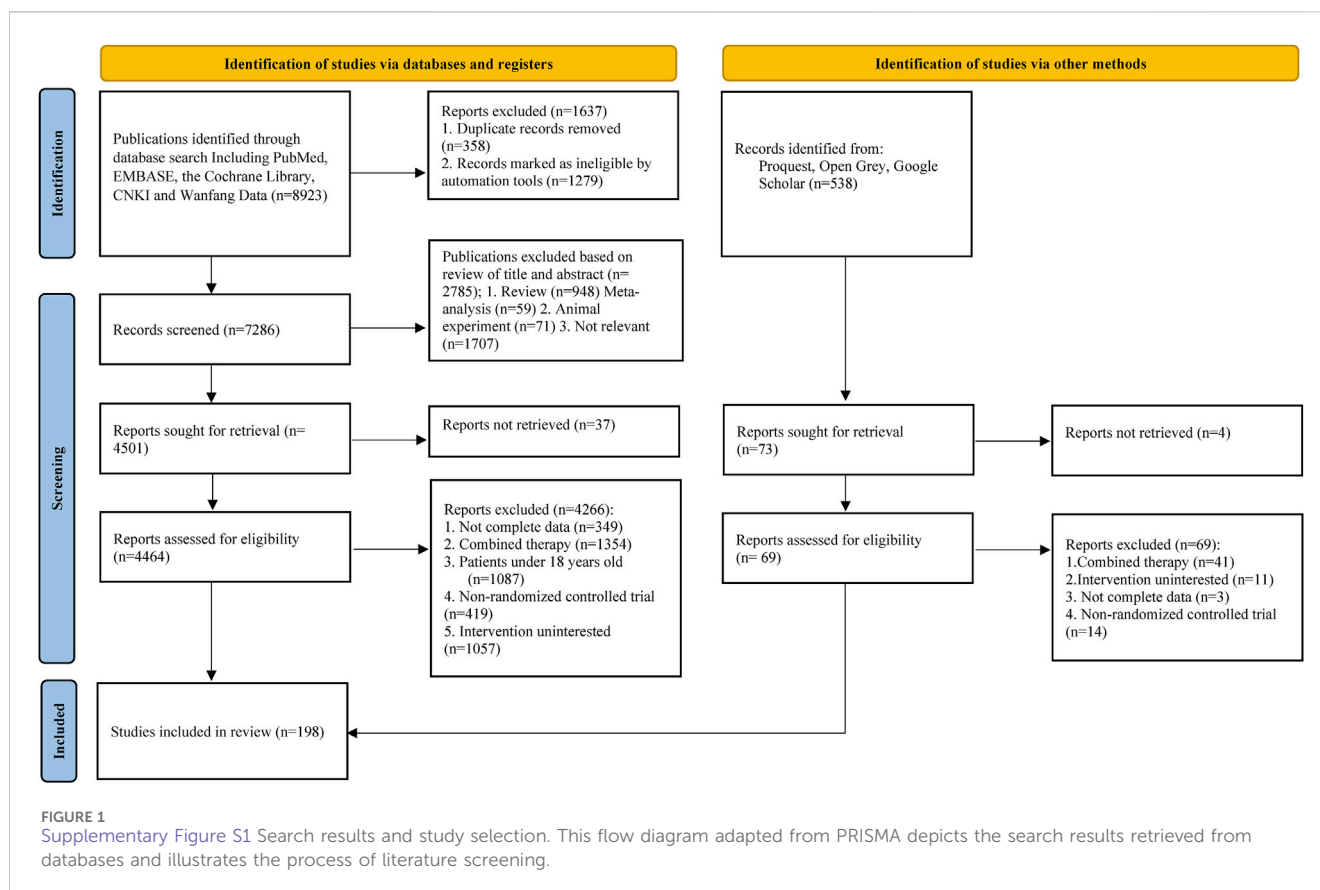 Identification of studies via databases and registers
Identification of studies via other methods
Identification
Publications identified through
database search Including PubMed,
EMBASE, the Cochrane Library,
CNKI and Wanfang Data (n=8923)
Reports excluded (n=1637)
1. Duplicate records removed
(n=358)
2. Records marked as ineligible by
automation tools (n=1279)
Records identified from:
Proquest, Open Grey, Google
Scholar (n=538)
Screening
Records screened (n=7286)
Publications excluded based on
review of title and abstract (n=
2785); 1. Review (n=948) Meta-
analysis (n=59) 2. Animal
experiment (n=71) 3. Not relevant
(n=1707)
Reports sought for retrieval (n=
4501)
Reports not retrieved (n=37)
Reports sought for retrieval
(n=73)
Reports not retrieved (n=4)
Reports assessed for eligibility
(n=4464)
Reports excluded (n=4266):
1. Not complete data (n=349)
2. Combined therapy (n=1354)
3. Patients under 18 years old
(n=1087)
4. Non-randomized controlled trial
(n=419)
5. Intervention uninterested
(n=1057)
Reports assessed for eligibility
(n= 69)
Reports excluded (n=69):
1.Combined therapy (n=41)
2.Intervention uninterested (n=11)
3. Not complete data (n=3)
4. Non-randomized controlled trial
(n=14)
Included
Studies included in review (n=198)
FIGURE 1
Supplementary Figure S1 Search results and study selection. This flow diagram adapted from PRISMA depicts the search results retrieved from
databases and illustrates the process of literature screening.